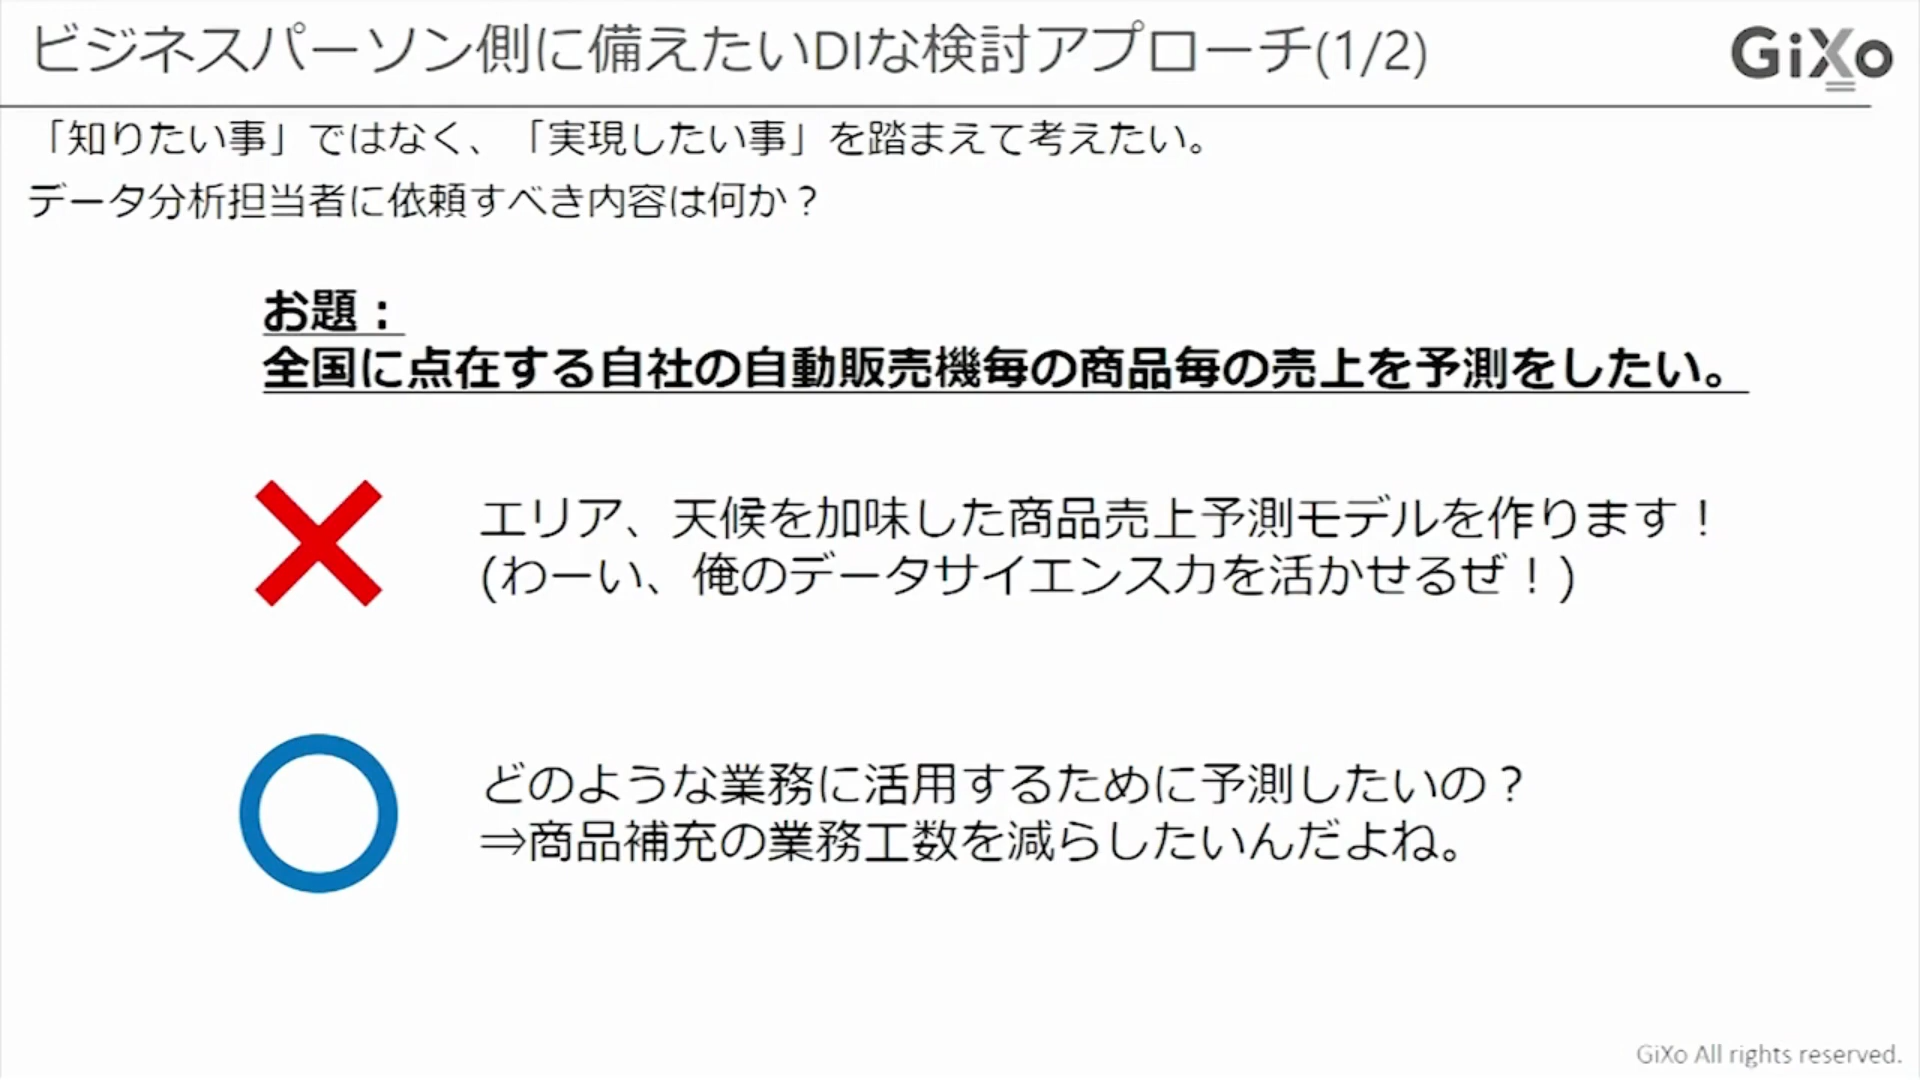 ビジネスパーソン側に備えたいDIな検討アプローチ(1/2)
GiXo
「知りたい事」ではなく、「実現したい事」を踏まえて考えたい。
データ分析担当者に依頼すべき内容は何か？
お題：
全国に点在する自社の自動販売機毎の商品毎の売上を予測をしたい。
エリア、天候を加味した商品売上予測モデルを作ります！
(わーい、俺のデータサイエンス力を活かせるぜ！)
どのような業務に活用するために予測したいの？
⇒商品補充の業務工数を減らしたいんだよね。
GiXo All rights reserved.